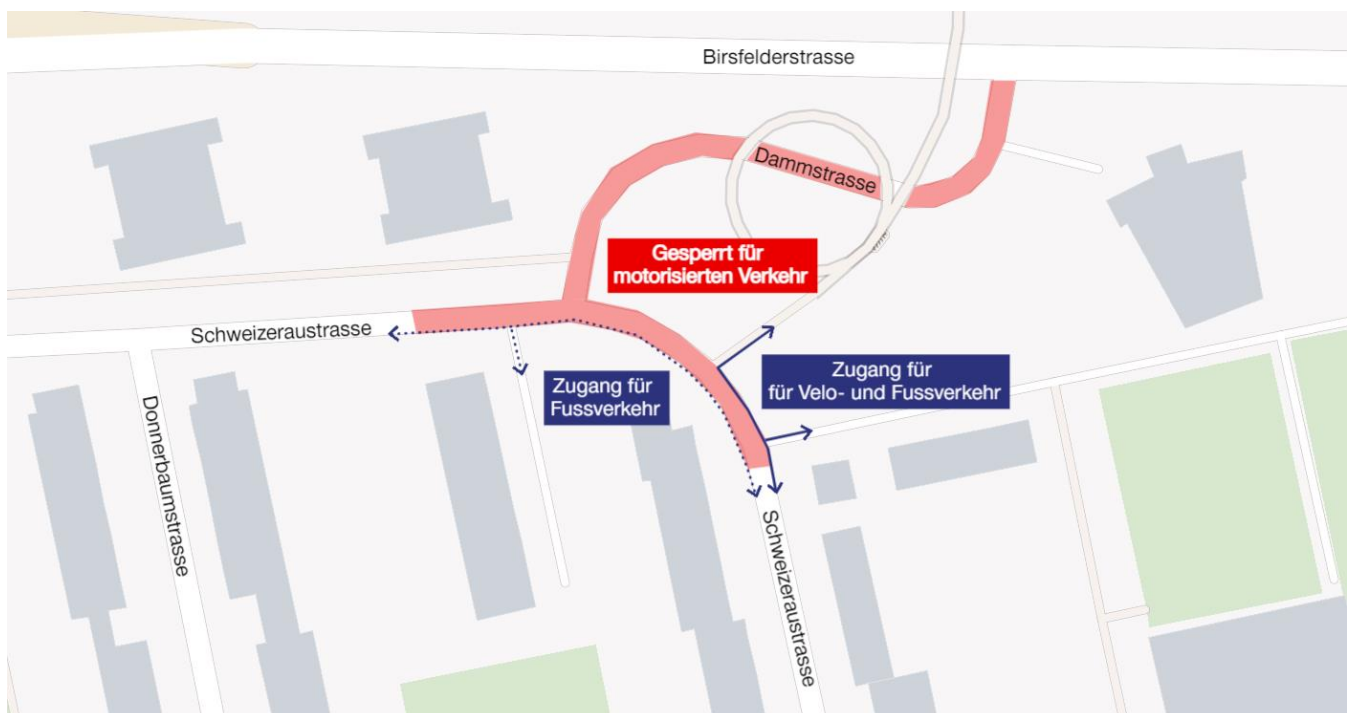 Birsfelderstrasse
Dammstrasse
Gesperrt für
motorisierten Verkehr
Schweizeraustrasse
Zugang für
Fussverkehr
Zugang für
für Velo- und Fussverkehr
Donnerbaumstrasse
Schweizeraustrasse